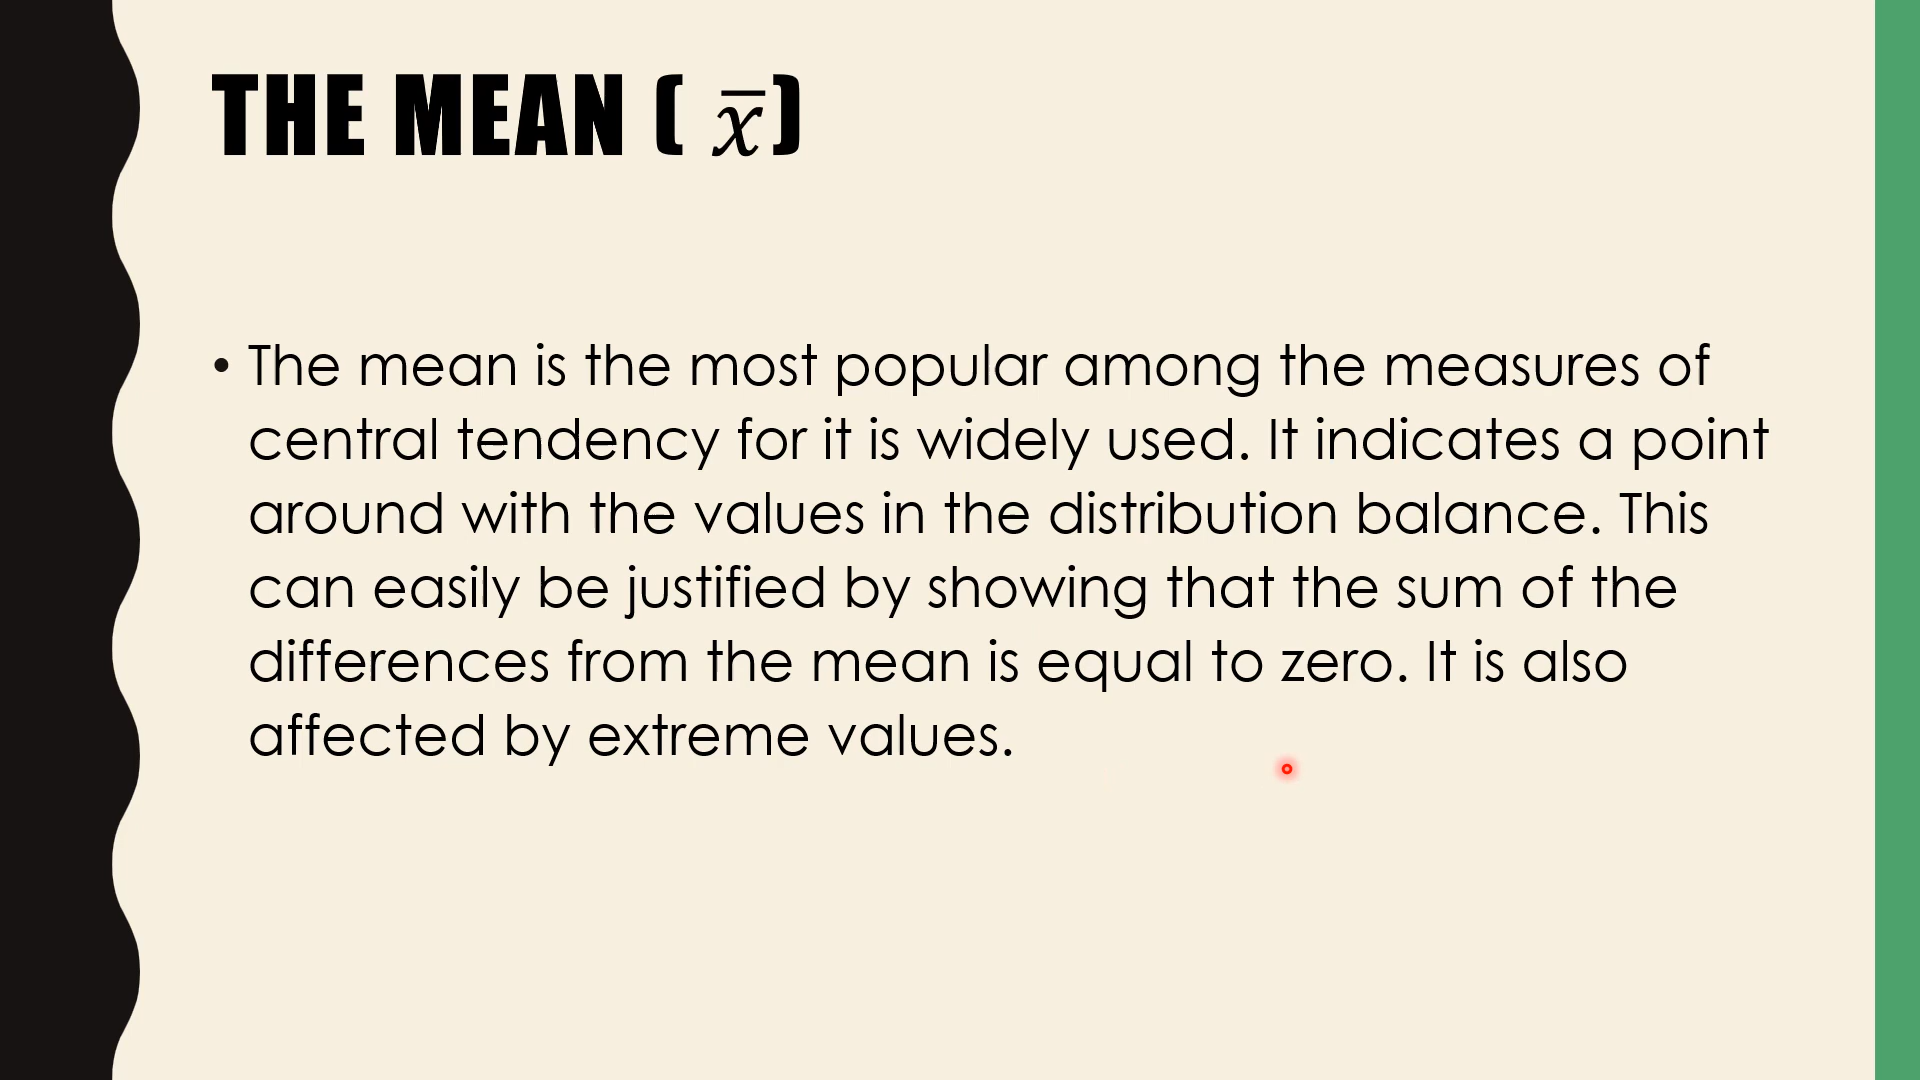 THE MEAN ( x̅ )
• The mean is the most popular among the measures of
central tendency for it is widely used. It indicates a point
around with the values in the distribution balance. This
can easily be justified by showing that the sum of the
differences from the mean is equal to zero. It is also
affected by extreme values.